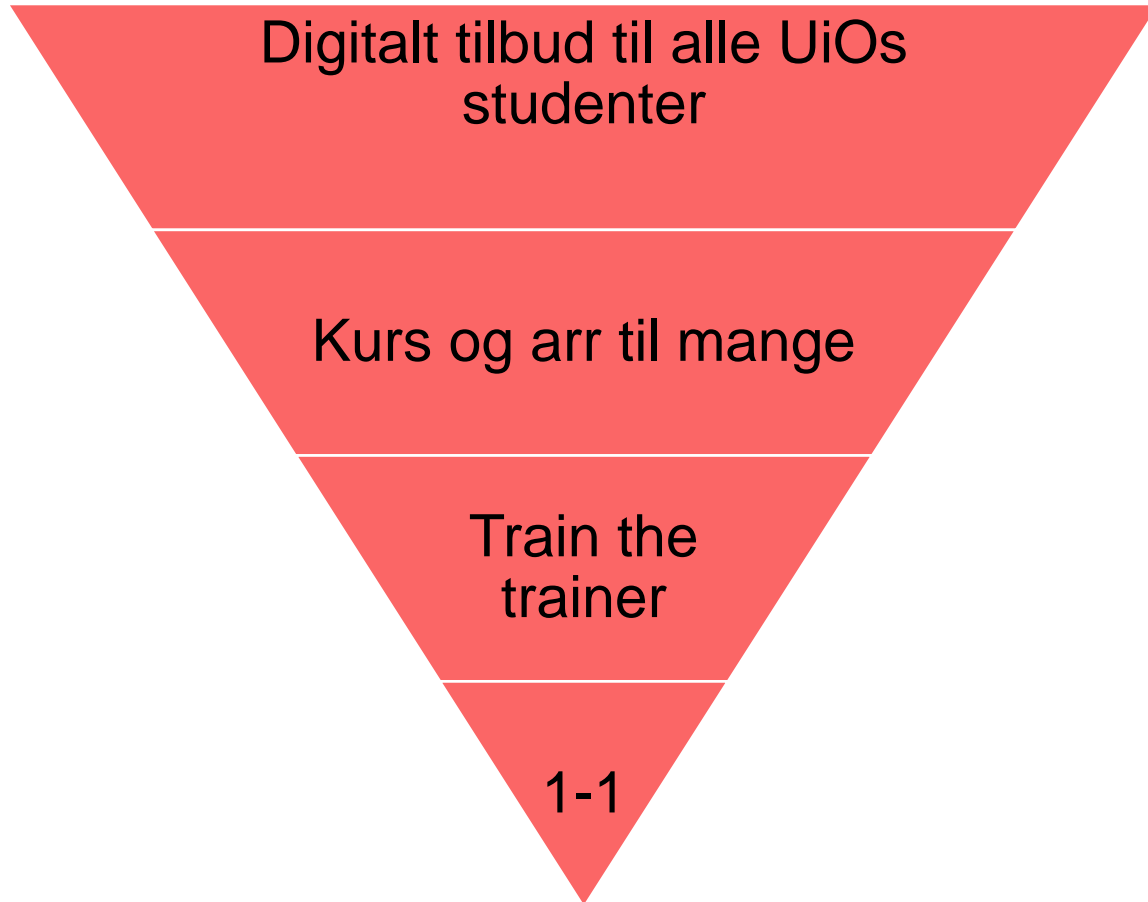 Digitalt tilbud til alle UiOs
studenter
Kurs og arr til mange
Train the
trainer
1-1